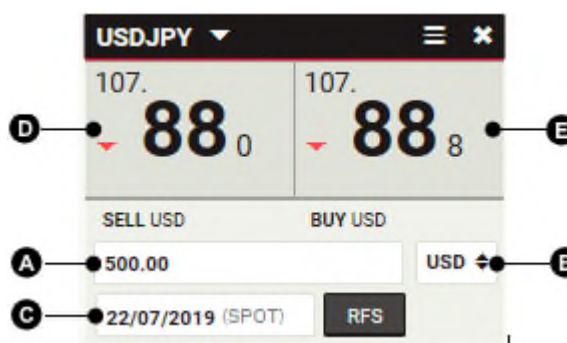 USDJPY
107. 107.
D 88 0 88 8 E
SELL USD BUY USD
A 500.00 USD
C 22/07/2019 (SPOT) RFS